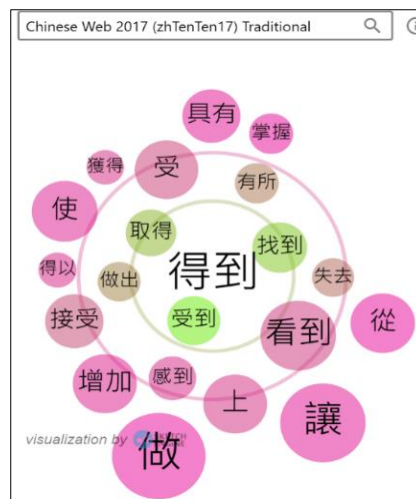 Chinese Web 2017 (zhTenTen17) Traditional
具有
掌握
獲得
受
有所
使
取得
找到
得到
得以
做出
失去
接受
受到
看到
從
增加
感到
上
讓
visualization by
做